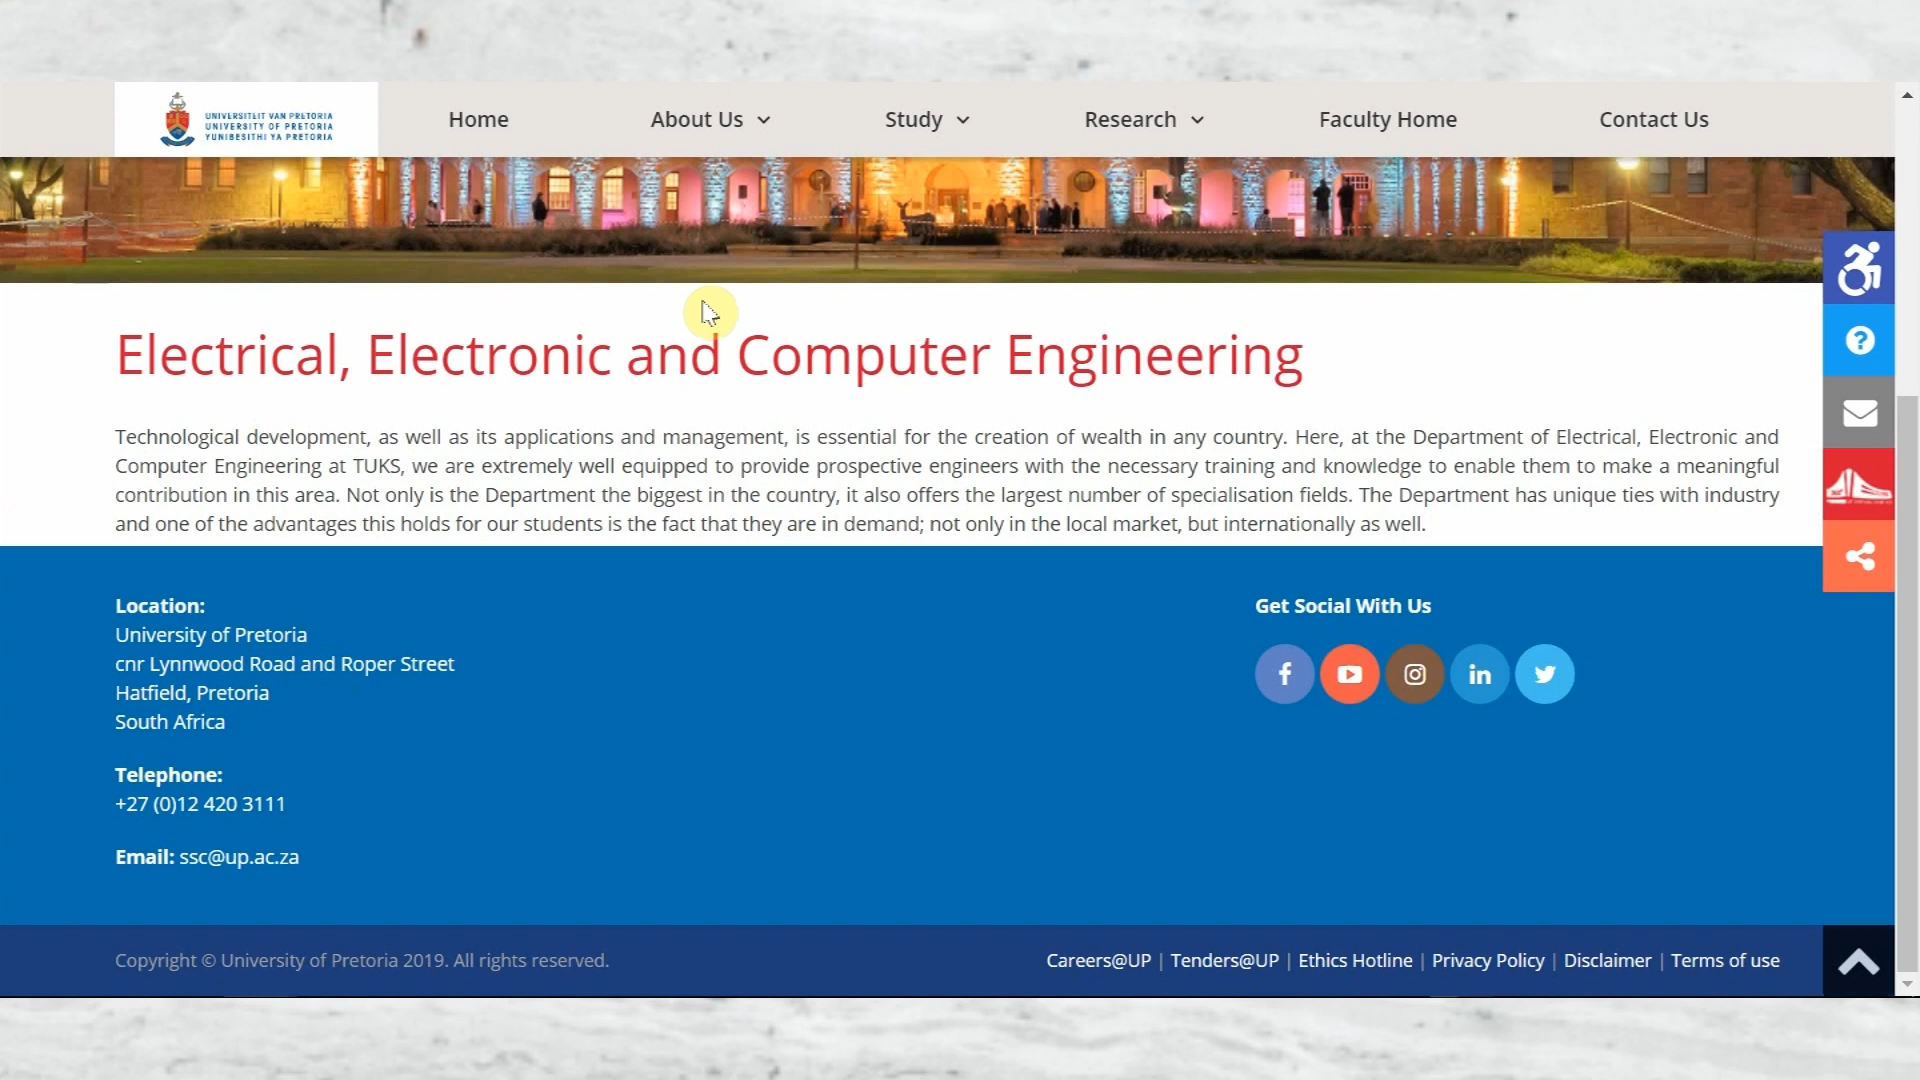 UNIVERSITEIT VAN PRETORIA
UNIVERSITY OF PRETORIA
YUNIBESITHI YA PRETORIA
Home
About Us
Study
Research
Faculty Home
Contact Us
Electrical, Electronic and Computer Engineering
Technological development, as well as its applications and management, is essential for the creation of wealth in any country. Here, at the Department of Electrical, Electronic and
Computer Engineering at TUKS, we are extremely well equipped to provide prospective engineers with the necessary training and knowledge to enable them to make a meaningful
contribution in this area. Not only is the Department the biggest in the country, it also offers the largest number of specialisation fields. The Department has unique ties with industry
and one of the advantages this holds for our students is the fact that they are in demand; not only in the local market, but internationally as well.
Location:
University of Pretoria
cnr Lynnwood Road and Roper Street
Hatfield, Pretoria
South Africa
Telephone:
+27 (0)12 420 3111
Email: ssc@up.ac.za
Get Social With Us
Copyright © University of Pretoria 2019. All rights reserved.
Careers@UP | Tenders@UP | Ethics Hotline | Privacy Policy | Disclaimer | Terms of use